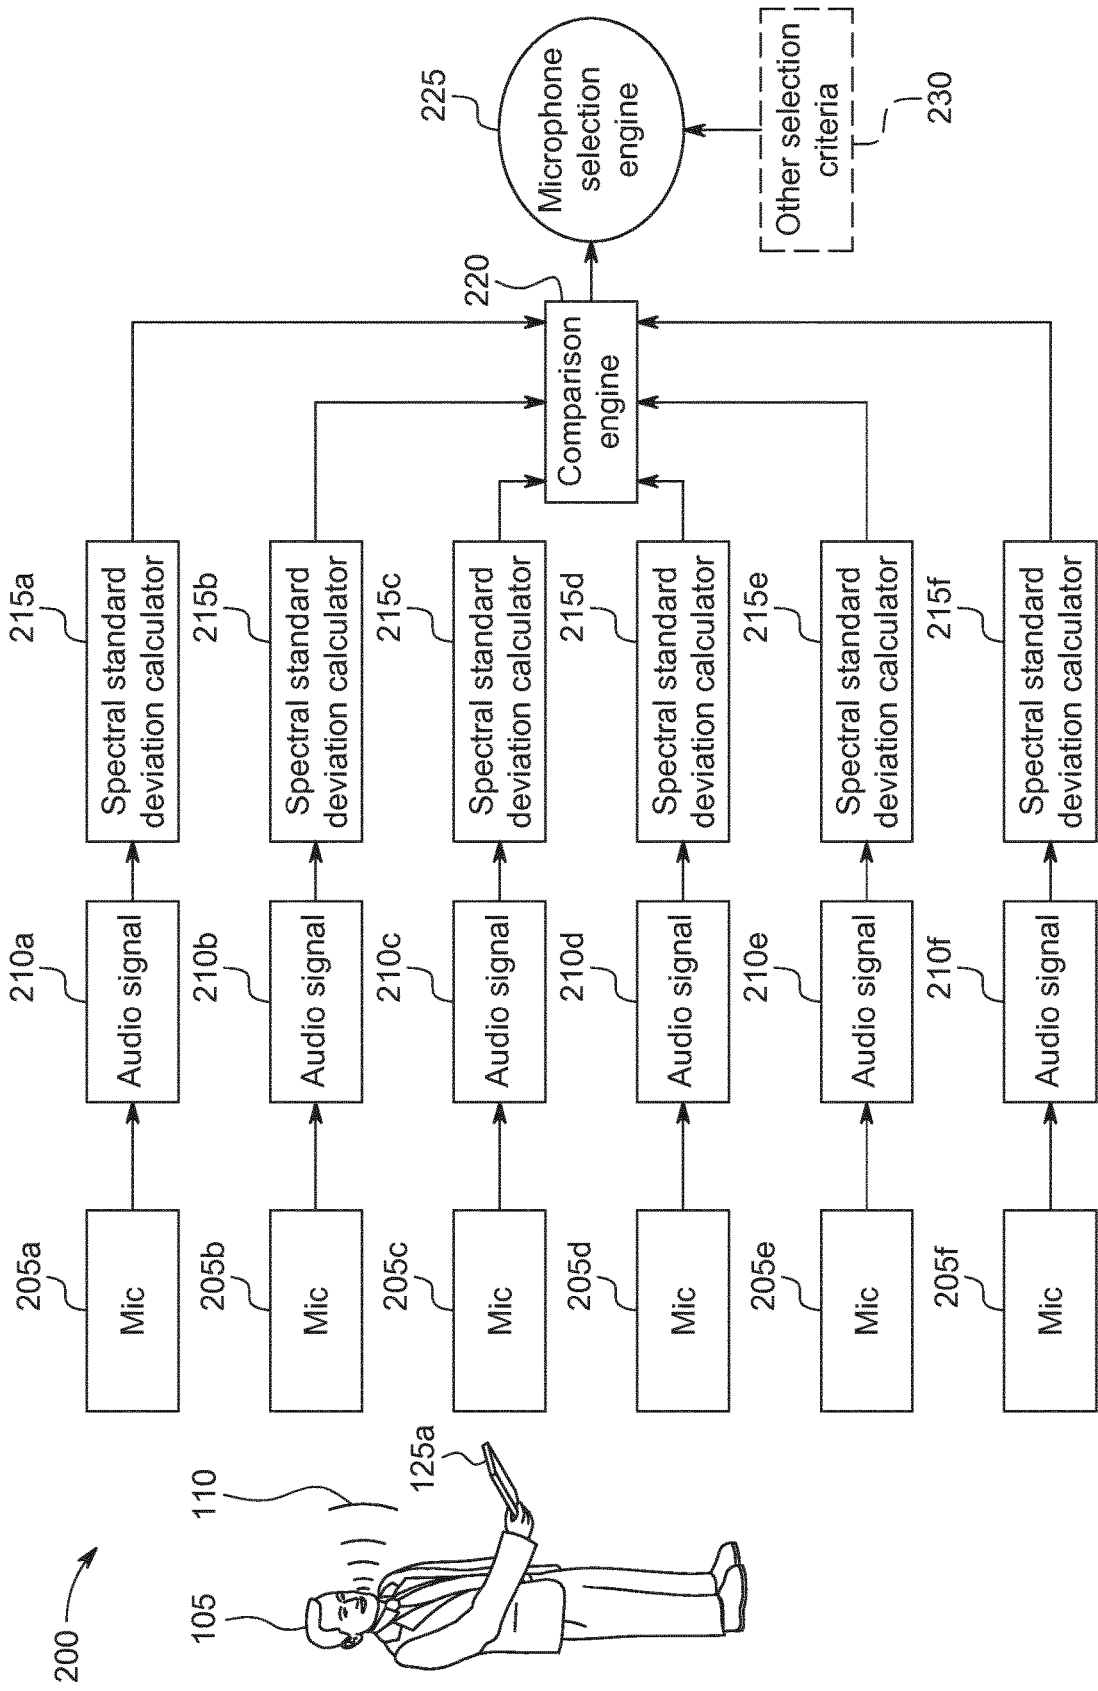 200
105
110
125a
205a
Mic
210a
Audio signal
215a
Spectral standard
deviation calculator
205b
Mic
210b
Audio signal
215b
Spectral standard
deviation calculator
205c
Mic
210c
Audio signal
215c
Spectral standard
deviation calculator
205d
Mic
210d
Audio signal
215d
Spectral standard
deviation calculator
205e
Mic
210e
Audio signal
215e
Spectral standard
deviation calculator
205f
Mic
210f
Audio signal
215f
Spectral standard
deviation calculator
220
Comparison
engine
225
Microphone
selection
engine
Other selection
criteria
230